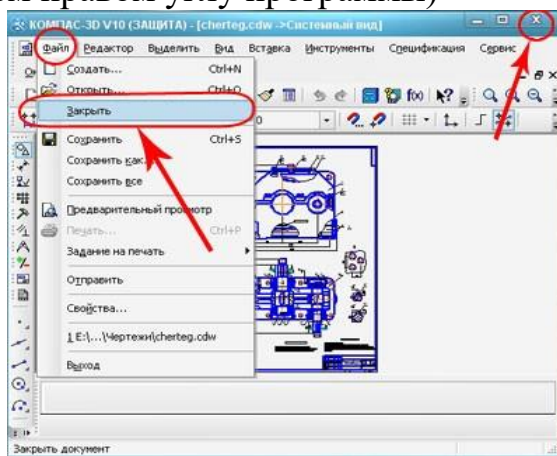 м правом углу программы)
КОМПАС-3D V10 (ЗАЩИТА) - [cherteg.cdw ->Системный вид]
Файл Редактор Выделить Вид Вставка Инструменты Спецификация Сервис
Создать... Ctrl+N
Открыть... Ctrl+O
Закрыть
Сохранить Ctrl+S
Сохранить как...
Сохранить все
Предварительный просмотр
Печать... Ctrl+P
Задание на печать
Отправить
Свойства...
1 E:\...\Чертежи\cherteg.cdw
Выход
Закрыть документ